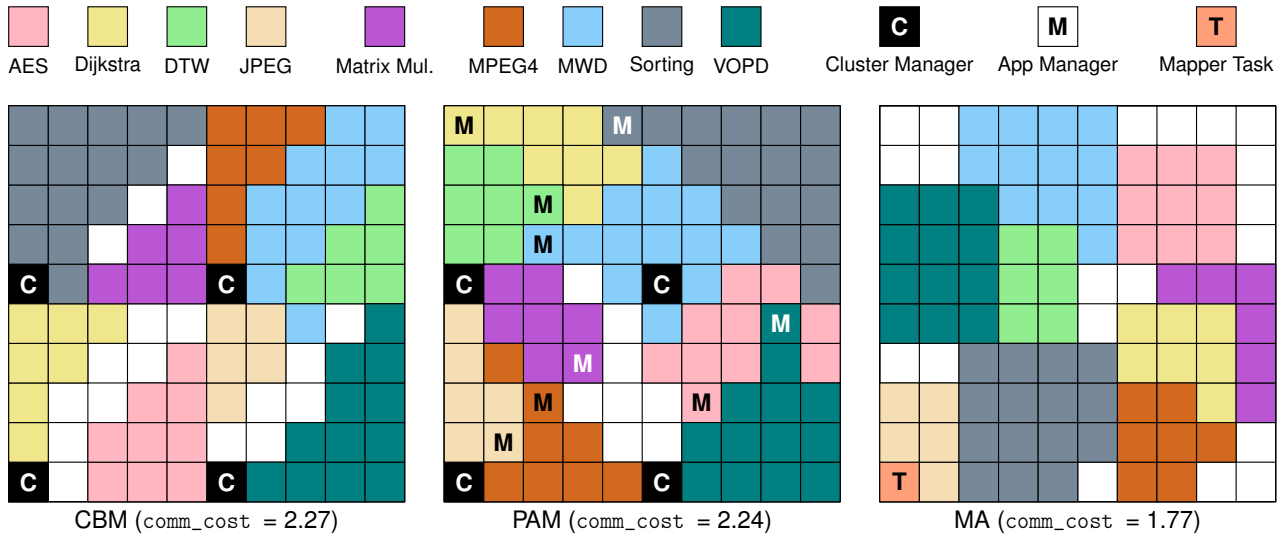 C M T
AES Dijkstra DTW JPEG Matrix Mul. MPEG4 MWD Sorting VOPD Cluster Manager App Manager Mapper Task
M M
M
M
C C C C
M
M
M M
M
C C C C T
CBM (comm_cost = 2.27) PAM (comm_cost = 2.24) MA (comm_cost = 1.77)